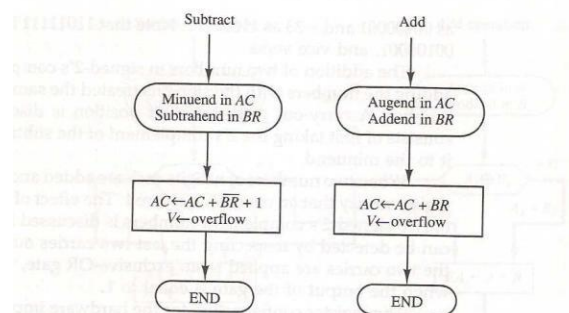 Subtract
Minuend in AC
Subtrahend in BR
AC←AC + B̅R̅ + 1
V←overflow
END
Add
Augend in AC
Addend in BR
AC←AC + BR
V←overflow
END